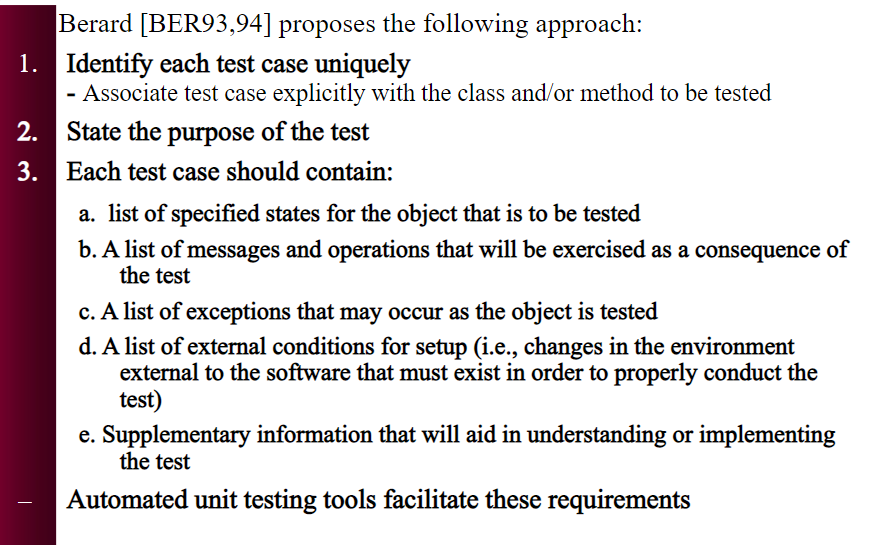 Berard [BER93,94] proposes the following approach:
1. Identify each test case uniquely
- Associate test case explicitly with the class and/or method to be tested
2. State the purpose of the test
3. Each test case should contain:
a. list of specified states for the object that is to be tested
b. A list of messages and operations that will be exercised as a consequence of
the test
c. A list of exceptions that may occur as the object is tested
d. A list of external conditions for setup (i.e., changes in the environment
external to the software that must exist in order to properly conduct the
test)
e. Supplementary information that will aid in understanding or implementing
the test
– Automated unit testing tools facilitate these requirements